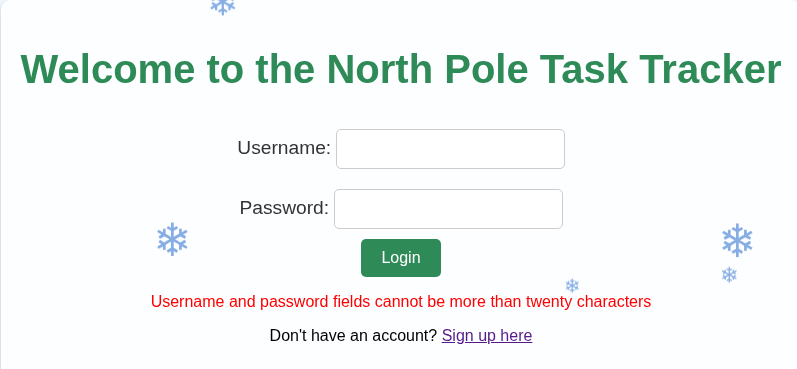 Welcome to the North Pole Task Tracker
Username:
Password:
Login
Username and password fields cannot be more than twenty characters
Don't have an account? Sign up here